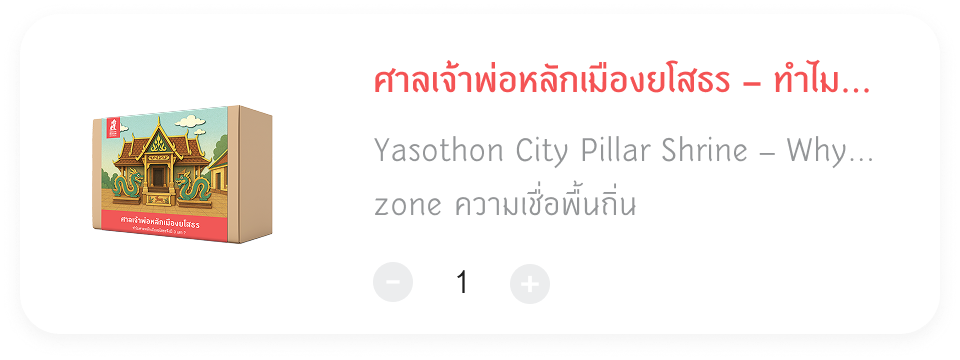 ศาลเจ้าพ่อหลักเมืองยโสธร – ทำไม...
Yasothon City Pillar Shrine – Why...
zone ความเชื่อพื้นถิ่น
- 1 +
ศาลเจ้าพ่อหลักเมืองยโสธร